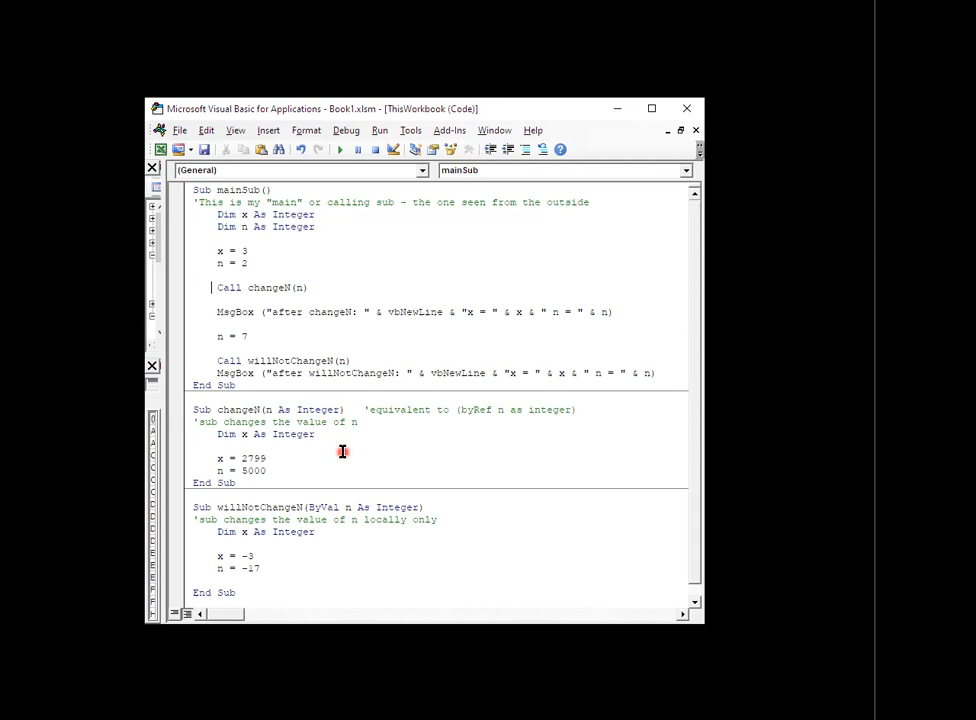 Microsoft Visual Basic for Applications - Book1.xlsm - [ThisWorkbook (Code)]
File Edit View Insert Format Debug Run Tools Add-Ins Window Help
(General) mainSub
Sub mainSub()
'This is my "main" or calling sub - the one seen from the outside
Dim x As Integer
Dim n As Integer
x = 3
n = 2
Call changeN(n)
MsgBox ("after changeN: " & vbNewLine & "x = " & x & " n = " & n)
n = 7
Call willNotChangeN(n)
MsgBox ("after willNotChangeN: " & vbNewLine & "x = " & x & " n = " & n)
End Sub
Sub changeN(n As Integer) 'equivalent to (byRef n as integer)
'sub changes the value of n
Dim x As Integer
x = 2799
n = 5000
End Sub
Sub willNotChangeN(ByVal n As Integer)
'sub changes the value of n locally only
Dim x As Integer
x = -3
n = -17
End Sub